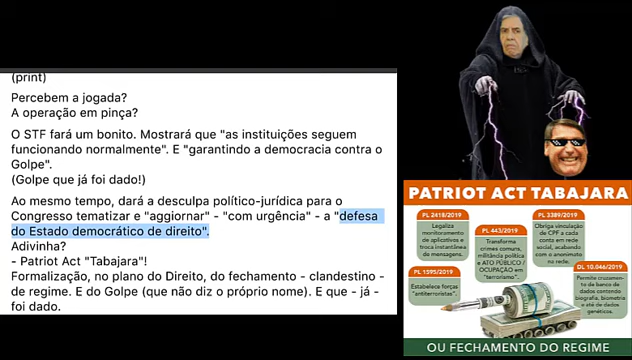 (print)
Percebem a jogada?
A operação em pinça?
O STF fará um bonito. Mostrará que "as instituições seguem
funcionando normalmente". E "garantindo a democracia contra o
Golpe".
(Golpe que já foi dado!)
Ao mesmo tempo, dará a desculpa político-jurídica para o
Congresso tematizar e "aggiornar" - "com urgência" - a "defesa
do Estado democrático de direito".
Adivinha?
- Patriot Act "Tabajara"!
Formalização, no plano do Direito, do fechamento - clandestino -
de regime. E do Golpe (que não diz o próprio nome). E que - já -
foi dado.
PATRIOT ACT TABAJARA
PL 2418/2019
Legaliza
monitoramento
de aplicativos e
troca instantânea
de mensagens.
PL 443/2019
Transforma
crimes comuns,
militância política
e ATO PÚBLICO /
OCUPAÇÃO em
"terrorismo".
PL 3389/2019
Obriga vinculação
de CPF a cada
conta em rede
social, acabando
com o anonimato
na rede.
PL 1595/2019
Estabelece forças
"antiterroristas".
DL 10.046/2019
Permite cruzamento
de banco de
dados contendo
biografia, biometria
e até de dados
genéticos.
OU FECHAMENTO DO REGIME